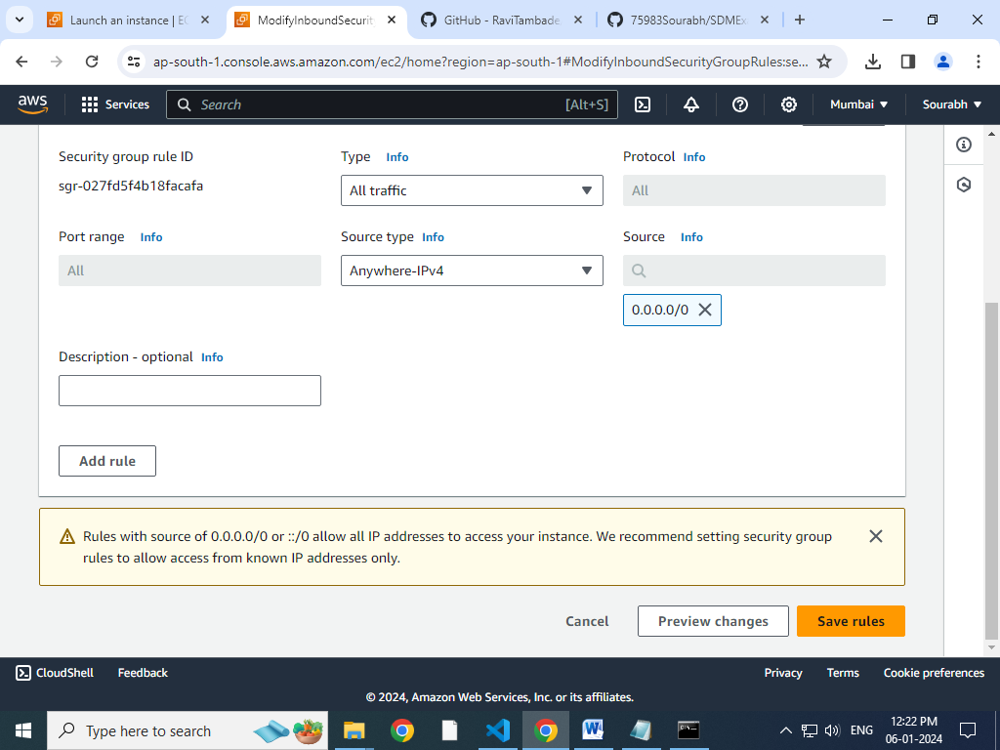 Launch an instance | EC
ModifyInboundSecurit
GitHub - RaviTambade
75983Sourabh/SDMEx
ap-south-1.console.aws.amazon.com/ec2/home?region=ap-south-1#ModifyInboundSecurityGroupRules:se...
aws
Services
Search
[Alt+S]
Mumbai
Sourabh
Security group rule ID
Type Info
Protocol Info
sgr-027fd5f4b18facafa
All traffic
All
Port range Info
Source type Info
Source Info
All
Anywhere-IPv4
0.0.0.0/0
Description - optional Info
Add rule
Rules with source of 0.0.0.0/0 or ::/0 allow all IP addresses to access your instance. We recommend setting security group
rules to allow access from known IP addresses only.
Cancel
Preview changes
Save rules
CloudShell
Feedback
Privacy
Terms
Cookie preferences
© 2024, Amazon Web Services, Inc. or its affiliates.
Type here to search
ENG
12:22 PM
06-01-2024